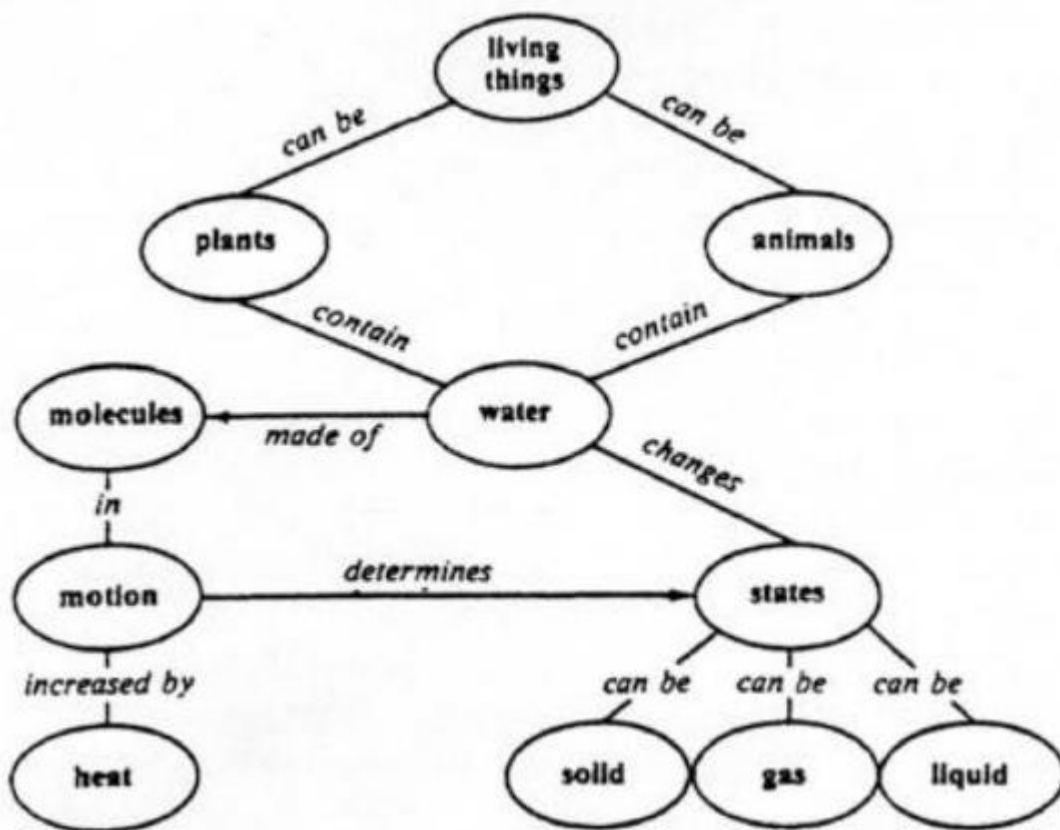 living
things
can be
can be
plants
animals
contain
contain
molecules
water
made of
changes
in
motion
determines
states
increased by
can be
can be
can be
heat
solid
gas
liquid